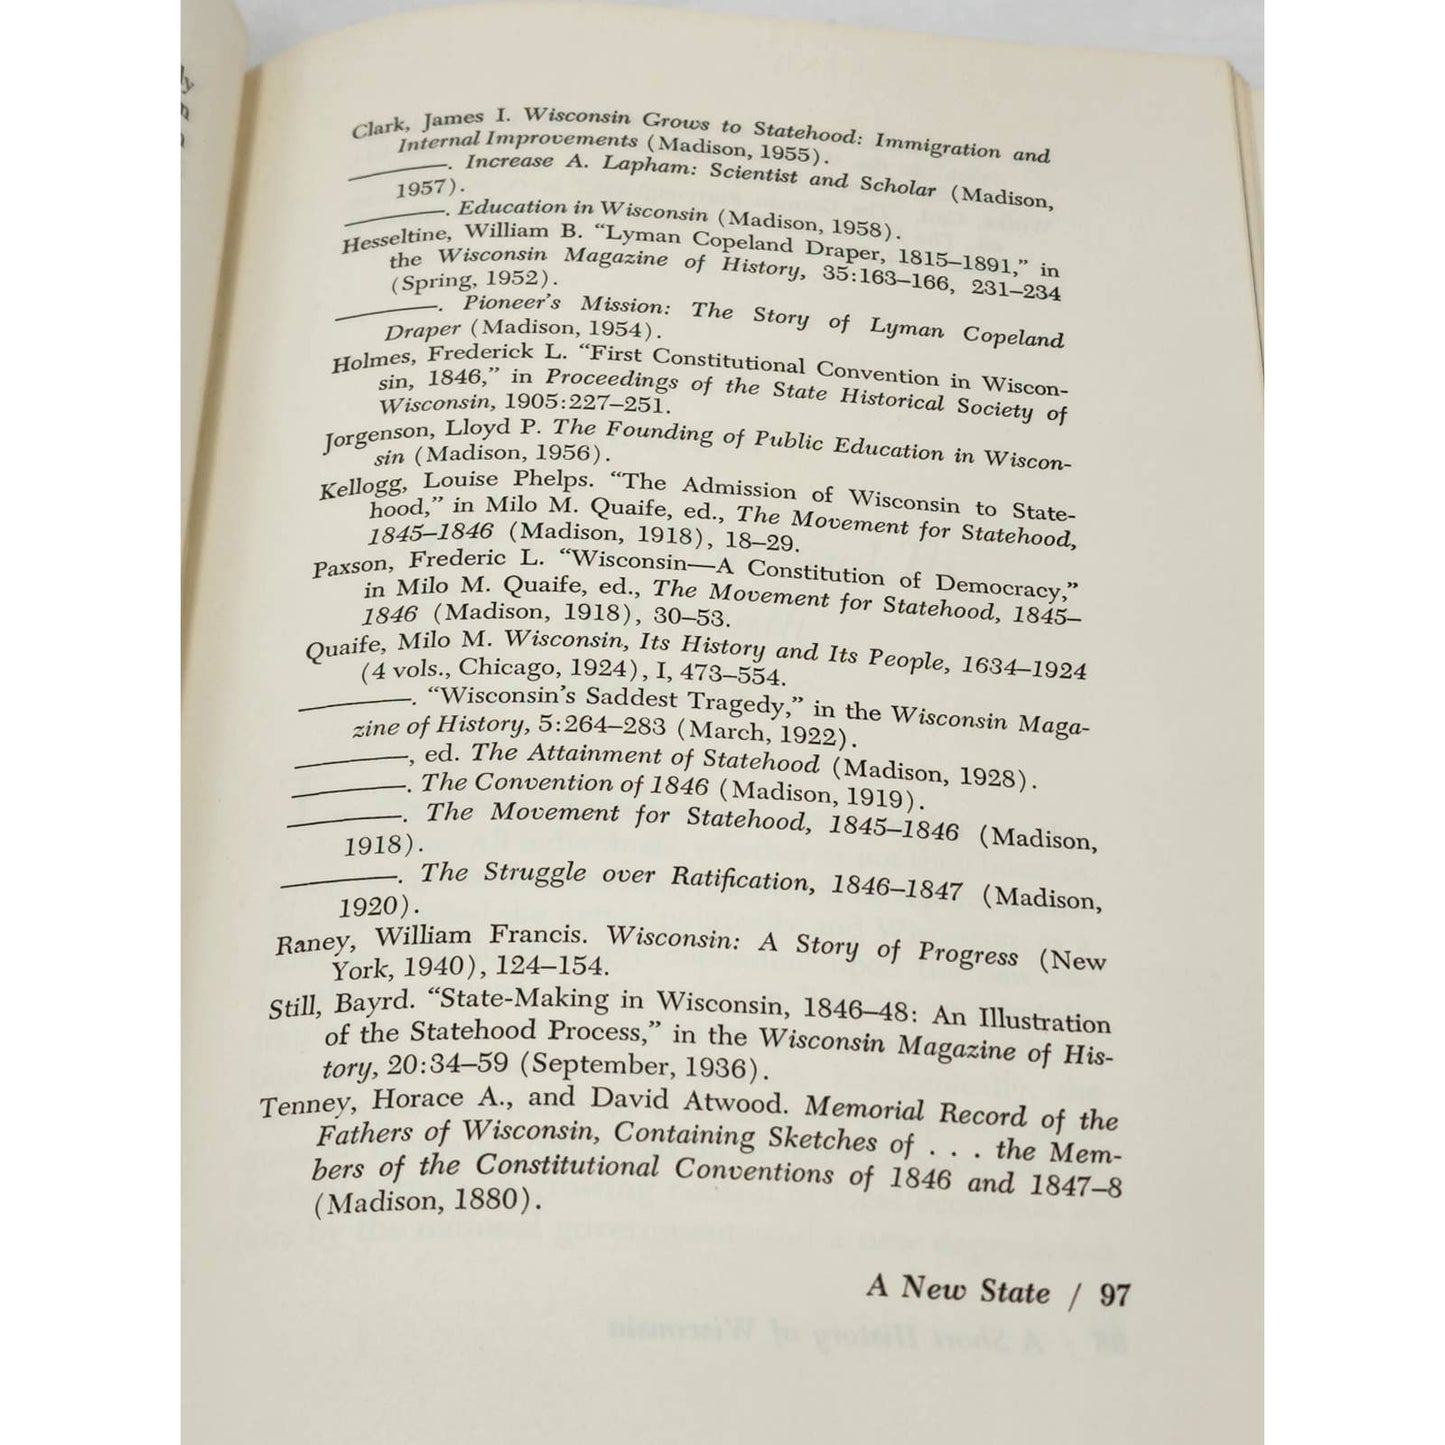 ly
n
Clark, James I. Wisconsin Grows to Statehood: Immigration and
Internal Improvements (Madison, 1955).
________. Increase A. Lapham: Scientist and Scholar (Madison,
1957).
________. Education in Wisconsin (Madison, 1958).
Hesseltine, William B. “Lyman Copeland Draper, 1815–1891,” in
the Wisconsin Magazine of History, 35:163–166, 231–234
(Spring, 1952).
________. Pioneer’s Mission: The Story of Lyman Copeland
Draper (Madison, 1954).
Holmes, Frederick L. “First Constitutional Convention in Wiscon-
sin, 1846,” in Proceedings of the State Historical Society of
Wisconsin, 1905:227–251.
Jorgenson, Lloyd P. The Founding of Public Education in Wiscon-
sin (Madison, 1956).
Kellogg, Louise Phelps. “The Admission of Wisconsin to State-
hood,” in Milo M. Quaife, ed., The Movement for Statehood,
1845–1846 (Madison, 1918), 18–29.
Paxson, Frederic L. “Wisconsin—A Constitution of Democracy,”
in Milo M. Quaife, ed., The Movement for Statehood, 1845–
1846 (Madison, 1918), 30–53.
Quaife, Milo M. Wisconsin, Its History and Its People, 1634–1924
(4 vols., Chicago, 1924), I, 473–554.
________. “Wisconsin’s Saddest Tragedy,” in the Wisconsin Maga-
zine of History, 5:264–283 (March, 1922).
________, ed. The Attainment of Statehood (Madison, 1928).
________. The Convention of 1846 (Madison, 1919).
________. The Movement for Statehood, 1845–1846 (Madison,
1918).
________. The Struggle over Ratification, 1846–1847 (Madison,
1920).
Raney, William Francis. Wisconsin: A Story of Progress (New
York, 1940), 124–154.
Still, Bayrd. “State-Making in Wisconsin, 1846–48: An Illustration
of the Statehood Process,” in the Wisconsin Magazine of His-
tory, 20:34–59 (September, 1936).
Tenney, Horace A., and David Atwood. Memorial Record of the
Fathers of Wisconsin, Containing Sketches of . . . the Mem-
bers of the Constitutional Conventions of 1846 and 1847–8
(Madison, 1880).
A New State / 97